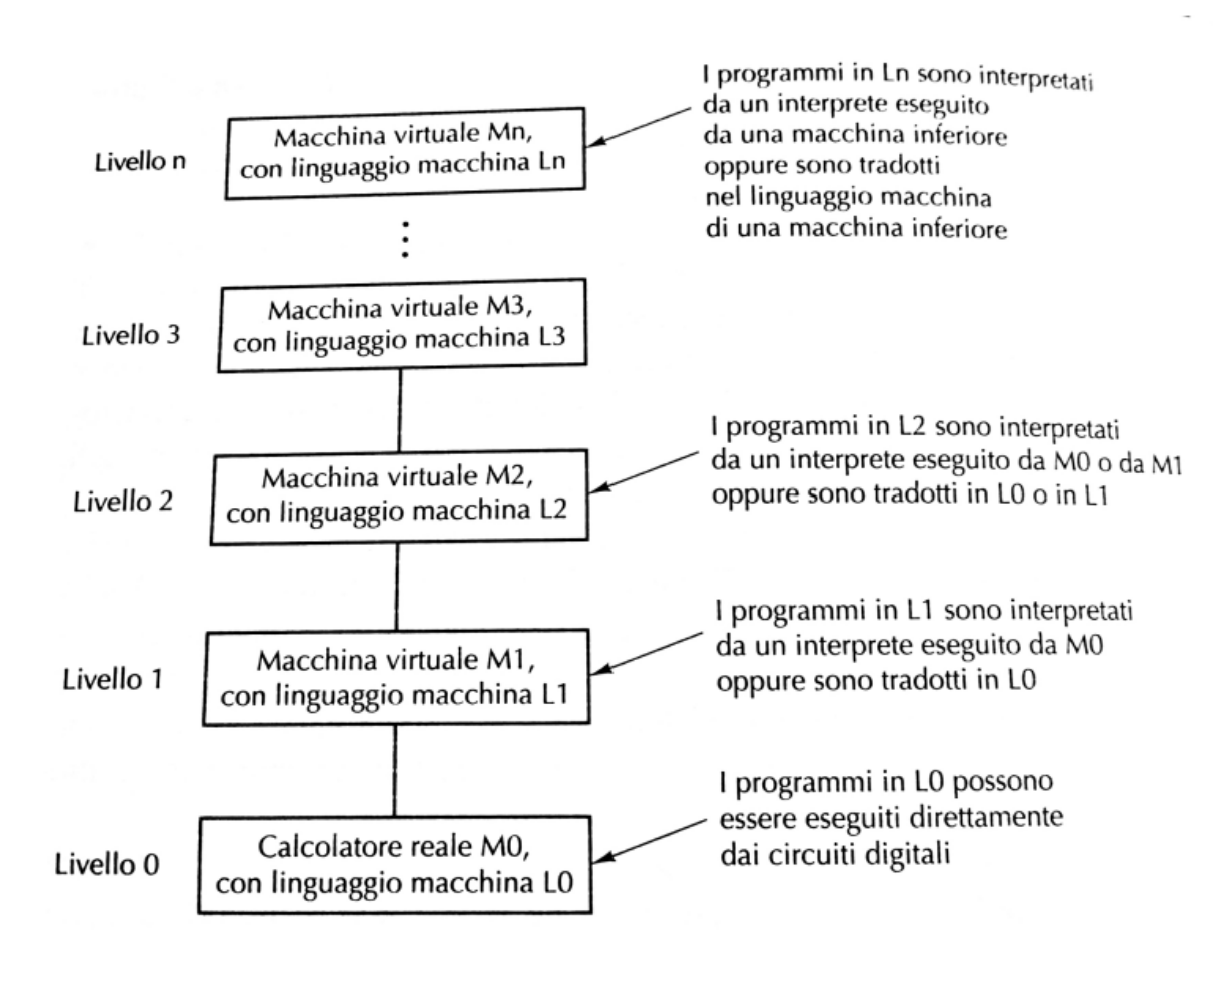 I programmi in Ln sono interpretati
da un interprete eseguito
da una macchina inferiore
oppure sono tradotti
nel linguaggio macchina
di una macchina inferiore
Livello n
Macchina virtuale Mn,
con linguaggio macchina Ln
Livello 3
Macchina virtuale M3,
con linguaggio macchina L3
Livello 2
Macchina virtuale M2,
con linguaggio macchina L2
I programmi in L2 sono interpretati
da un interprete eseguito da M0 o da M1
oppure sono tradotti in L0 o in L1
Livello 1
Macchina virtuale M1,
con linguaggio macchina L1
I programmi in L1 sono interpretati
da un interprete eseguito da M0
oppure sono tradotti in L0
Livello 0
Calcolatore reale M0,
con linguaggio macchina L0
I programmi in L0 possono
essere eseguiti direttamente
dai circuiti digitali